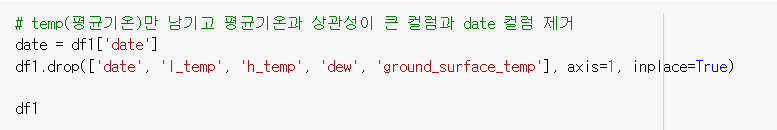 # temp(평균기온)만 남기고 평균기온과 상관성이 큰 컬럼과 date 컬럼 제거
date = df1['date']
df1.drop(['date', 'l_temp', 'h_temp', 'dew', 'ground_surface_temp'], axis=1, inplace=True)
df1